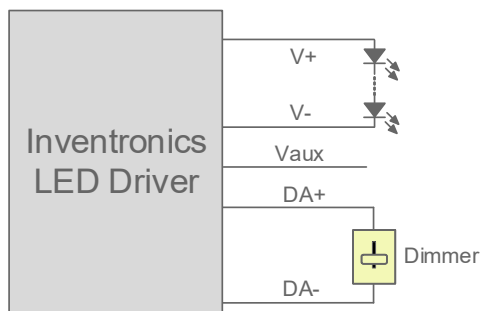 V+
V-
Inventronics
LED Driver
Vaux
DA+
Dimmer
DA-